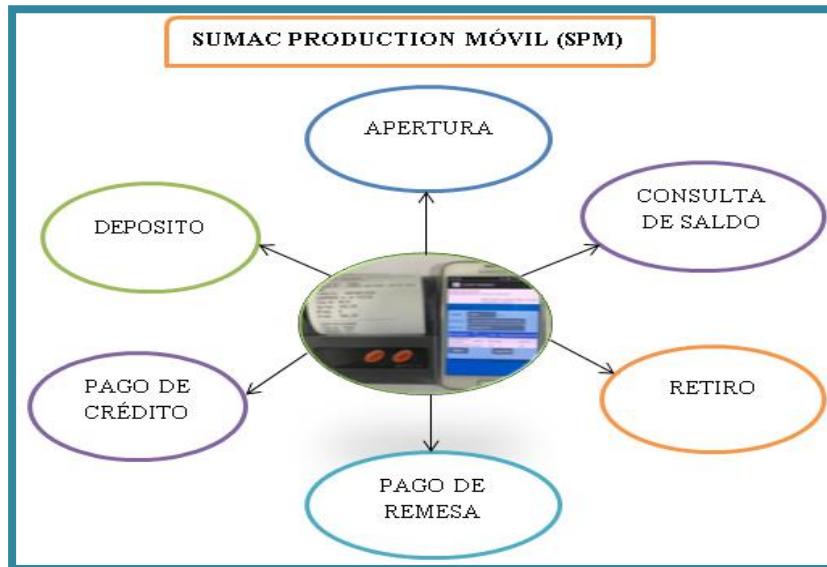 SUMAC PRODUCTION MÓVIL (SPM)
APERTURA
CONSULTA
DE SALDO
DEPOSITO
RETIRO
PAGO DE
CRÉDITO
PAGO DE
REMESA